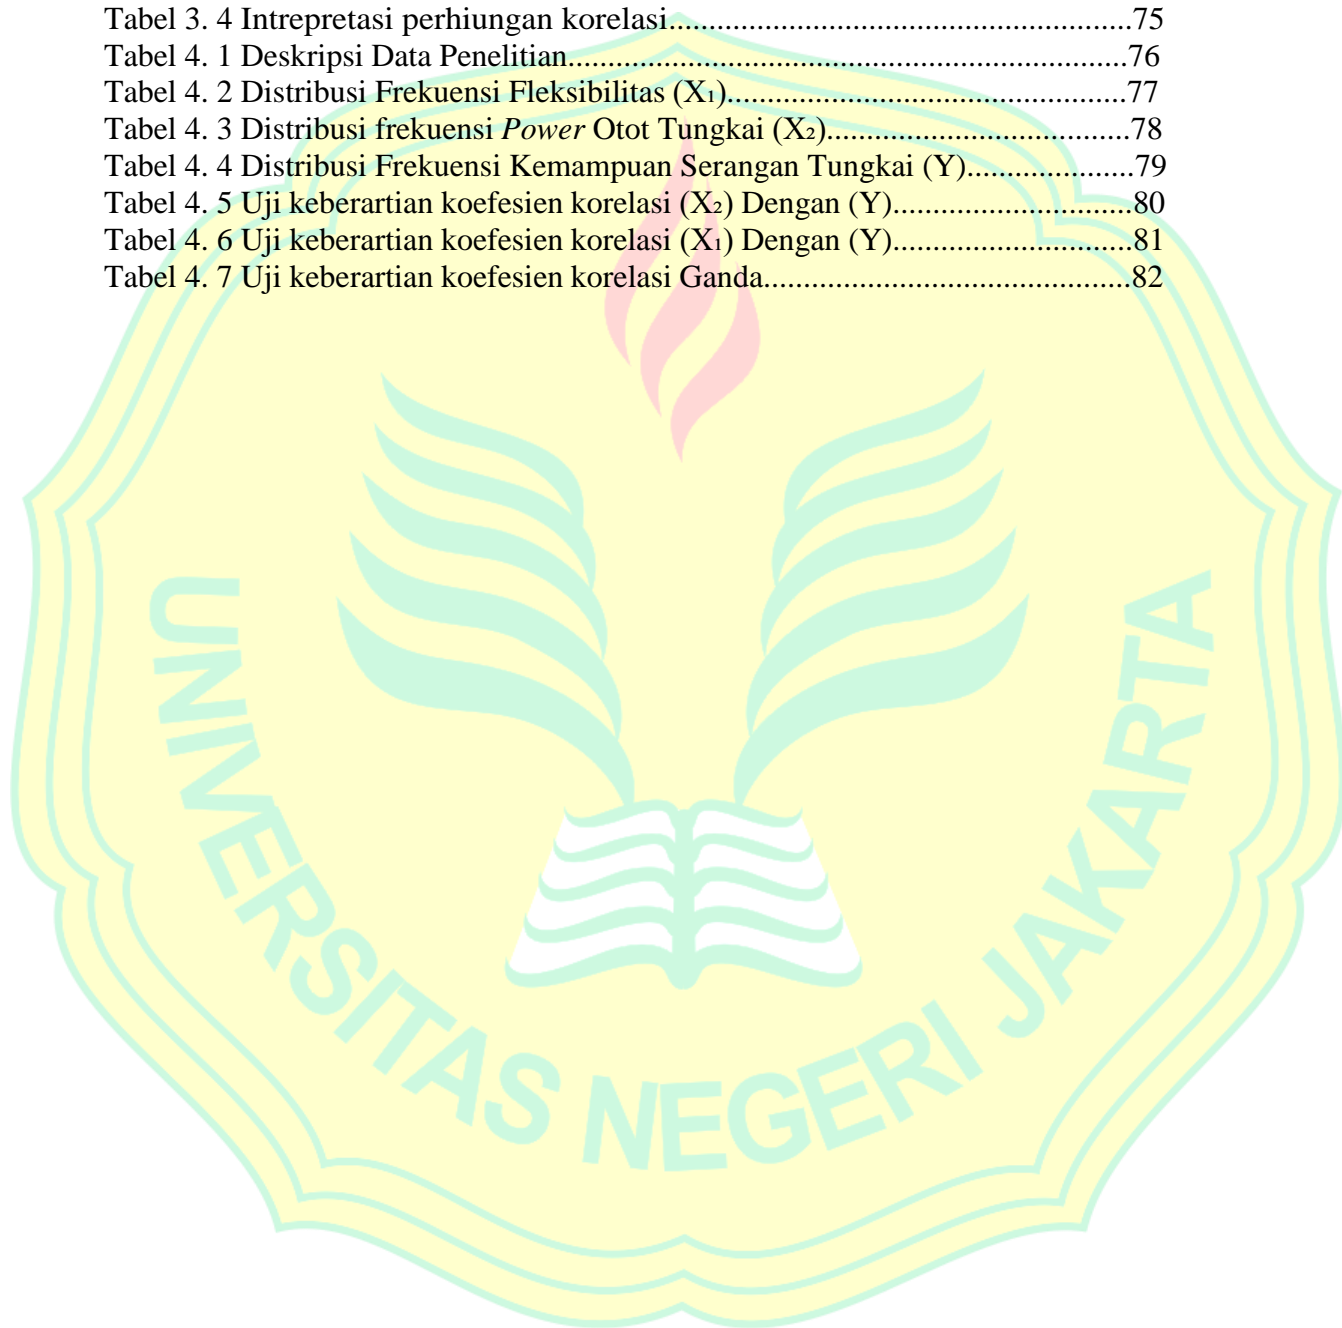 Tabel 3. 4 Intrepretasi perhiungan korelasi..........................................................75
Tabel 4. 1 Deskripsi Data Penelitian.........................................................................76
Tabel 4. 2 Distribusi Frekuensi Fleksibilitas (X₁)..................................................77
Tabel 4. 3 Distribusi frekuensi Power Otot Tungkai (X₂)......................................78
Tabel 4. 4 Distribusi Frekuensi Kemampuan Serangan Tungkai (Y).....................79
Tabel 4. 5 Uji keberartian koefesien korelasi (X₂) Dengan (Y)..............................80
Tabel 4. 6 Uji keberartian koefesien korelasi (X₁) Dengan (Y)..............................81
Tabel 4. 7 Uji keberartian koefesien korelasi Ganda..............................................82
UNIVERSITAS NEGERI JAKARTA